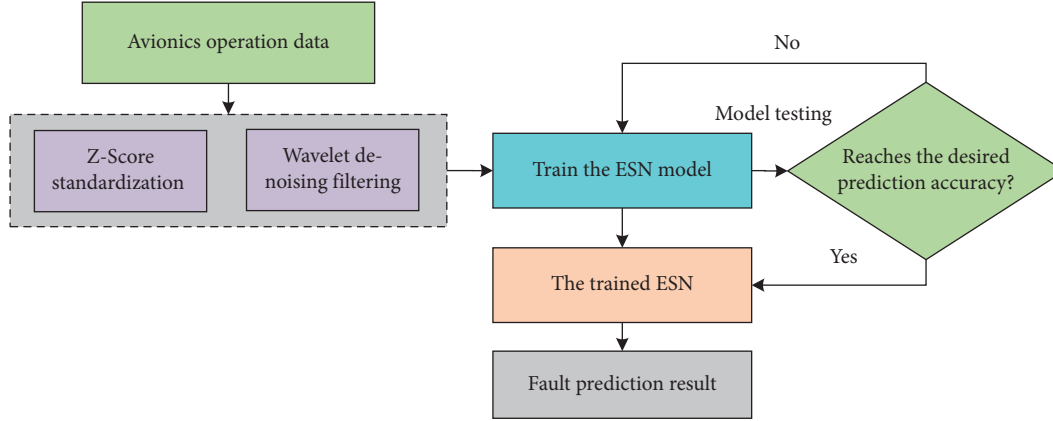 Avionics operation data
Z-Score
standardization
Wavelet de-
noising filtering
Train the ESN model
No
Model testing
Reaches the desired
prediction accuracy?
Yes
The trained ESN
Fault prediction result